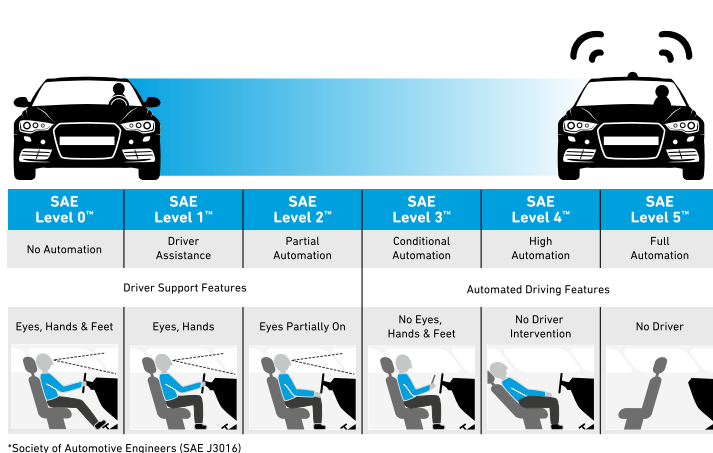 SAE
Level 0™
SAE
Level 1™
SAE
Level 2™
SAE
Level 3™
SAE
Level 4™
SAE
Level 5™
No Automation
Driver
Assistance
Partial
Automation
Conditional
Automation
High
Automation
Full
Automation
Driver Support Features
Automated Driving Features
Eyes, Hands & Feet
Eyes, Hands
Eyes Partially On
No Eyes,
Hands & Feet
No Driver
Intervention
No Driver
*Society of Automotive Engineers (SAE J3016)